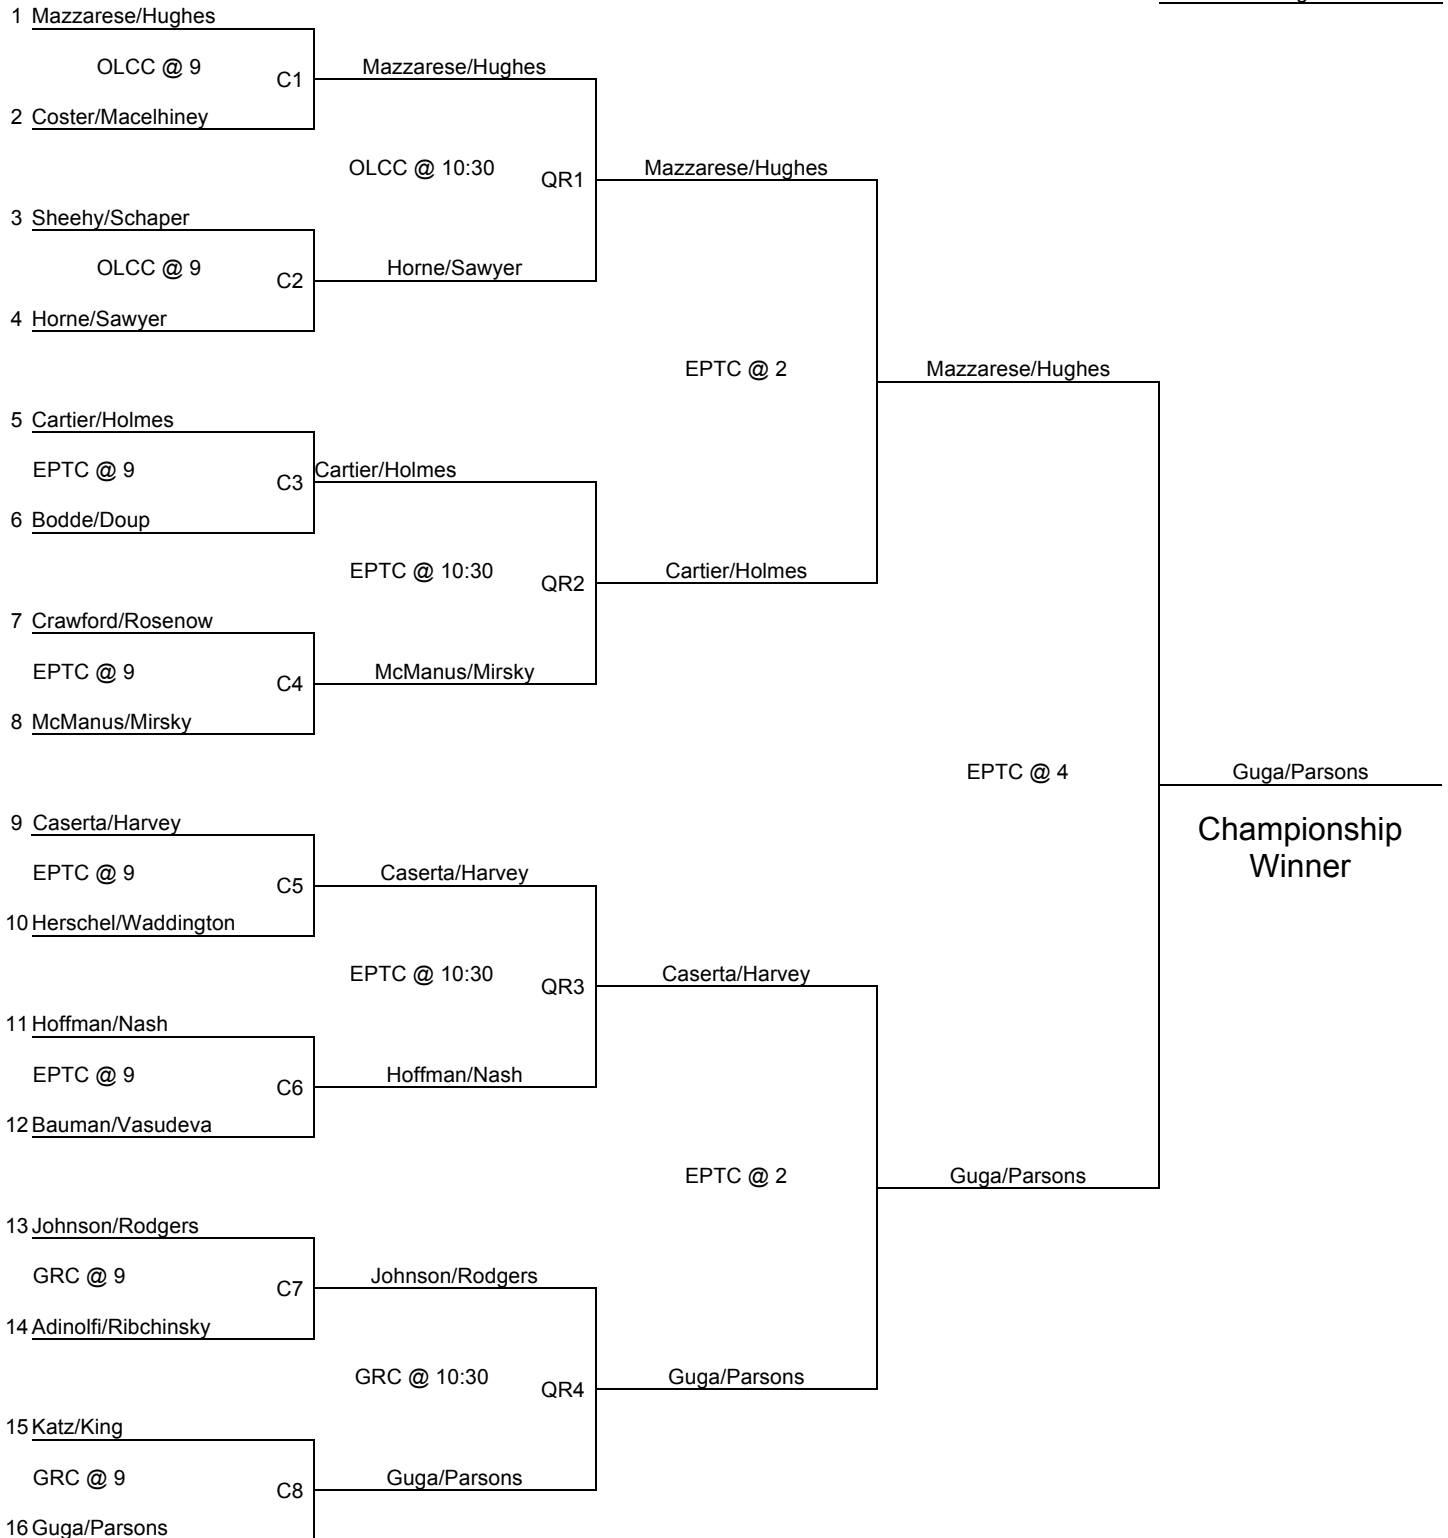 1 Mazzarese/Hughes
OLCC @ 9
C1
Mazzarese/Hughes
2 Coster/Macelhiney
OLCC @ 10:30
QR1
Mazzarese/Hughes
3 Sheehy/Schaper
OLCC @ 9
C2
Horne/Sawyer
4 Horne/Sawyer
EPTC @ 2
Mazzarese/Hughes
5 Cartier/Holmes
EPTC @ 9
C3
Cartier/Holmes
6 Bodde/Doup
EPTC @ 10:30
QR2
Cartier/Holmes
7 Crawford/Rosenow
EPTC @ 9
C4
McManus/Mirsky
8 McManus/Mirsky
EPTC @ 4
Guga/Parsons
Championship
Winner
9 Caserta/Harvey
EPTC @ 9
C5
Caserta/Harvey
10 Herschel/Waddington
EPTC @ 10:30
QR3
Caserta/Harvey
11 Hoffman/Nash
EPTC @ 9
C6
Hoffman/Nash
12 Bauman/Vasudeva
EPTC @ 2
Guga/Parsons
13 Johnson/Rodgers
GRC @ 9
C7
Johnson/Rodgers
14 Adinolfi/Ribchinsky
GRC @ 10:30
QR4
Guga/Parsons
15 Katz/King
GRC @ 9
C8
Guga/Parsons
16 Guga/Parsons